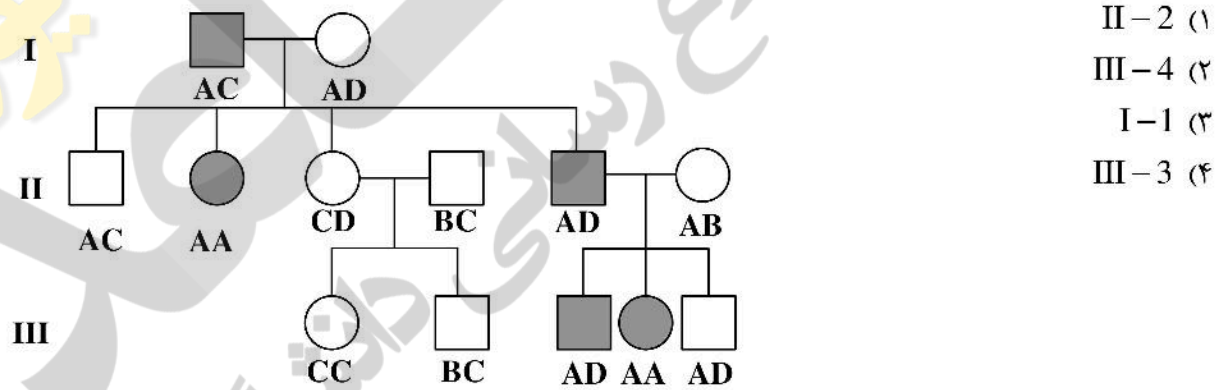 I
AC AD
II
AC AA CD BC AD AB
III
CC BC AD AA AD
۱) II – 2
۲) III – 4
۳) I – 1
۴) III – 3